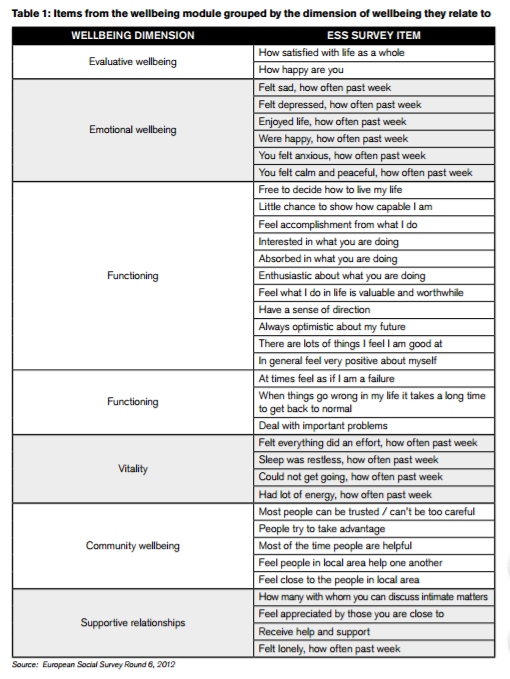 Table 1: Items from the wellbeing module grouped by the dimension of wellbeing they relate to
WELLBEING DIMENSION ESS SURVEY ITEM
Evaluative wellbeing
How satisfied with life as a whole
How happy are you
Emotional wellbeing
Felt sad, how often past week
Felt depressed, how often past week
Enjoyed life, how often past week
Were happy, how often past week
You felt anxious, how often past week
You felt calm and peaceful, how often past week
Functioning
Free to decide how to live my life
Little chance to show how capable I am
Feel accomplishment from what I do
Interested in what you are doing
Absorbed in what you are doing
Enthusiastic about what you are doing
Feel what I do in life is valuable and worthwhile
Have a sense of direction
Always optimistic about my future
There are lots of things I feel I am good at
In general feel very positive about myself
Functioning
At times feel as if I am a failure
When things go wrong in my life it takes a long time
to get back to normal
Deal with important problems
Vitality
Felt everything did an effort, how often past week
Sleep was restless, how often past week
Could not get going, how often past week
Had lot of energy, how often past week
Community wellbeing
Most people can be trusted / can't be too careful
People try to take advantage
Most of the time people are helpful
Feel people in local area help one another
Feel close to the people in local area
Supportive relationships
How many with whom you can discuss intimate matters
Feel appreciated by those you are close to
Receive help and support
Felt lonely, how often past week
Source: European Social Survey Round 6, 2012